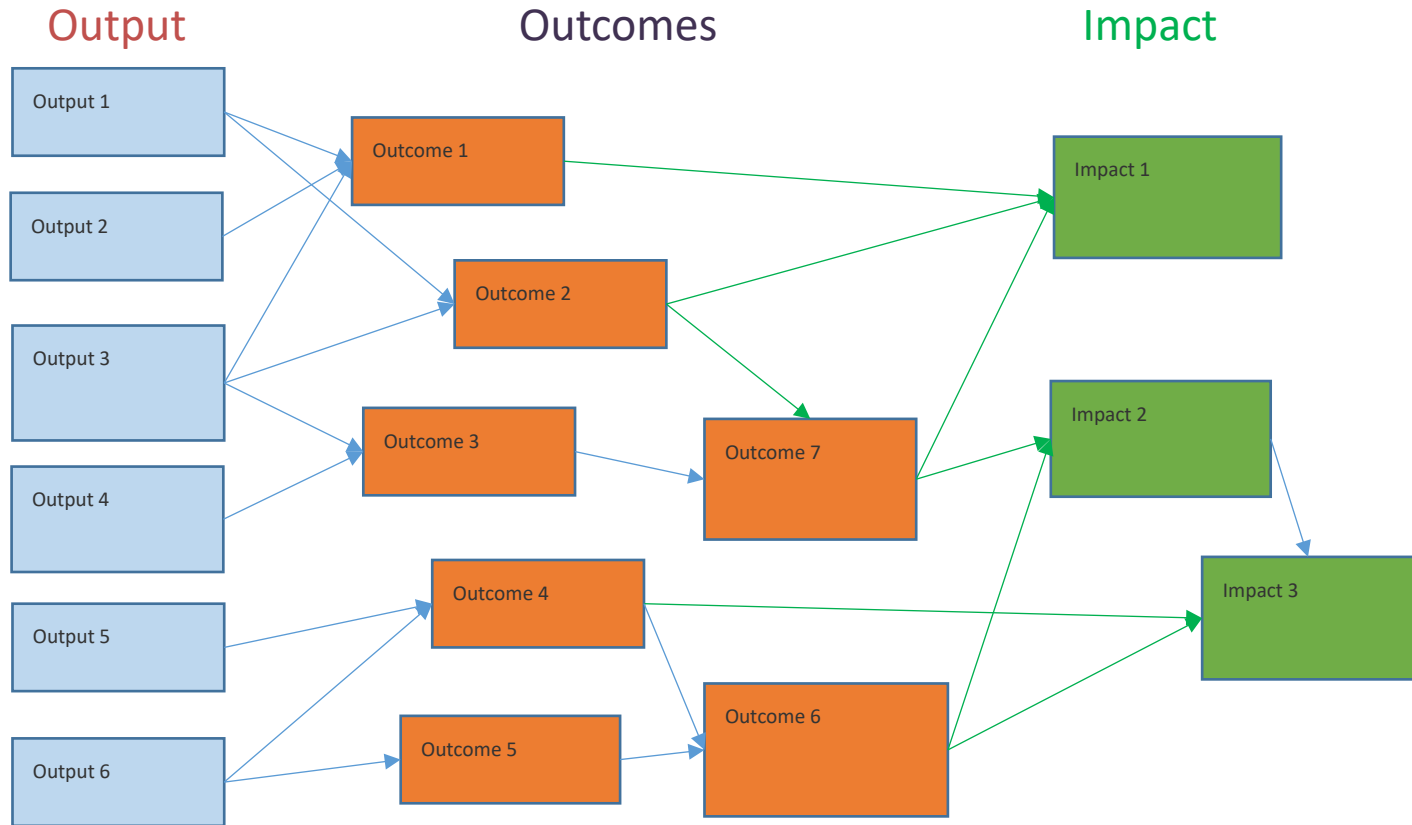 Output
Outcomes
Impact
Output 1
Output 2
Output 3
Output 4
Output 5
Output 6
Outcome 1
Outcome 2
Outcome 3
Outcome 7
Outcome 4
Outcome 5
Outcome 6
Impact 1
Impact 2
Impact 3